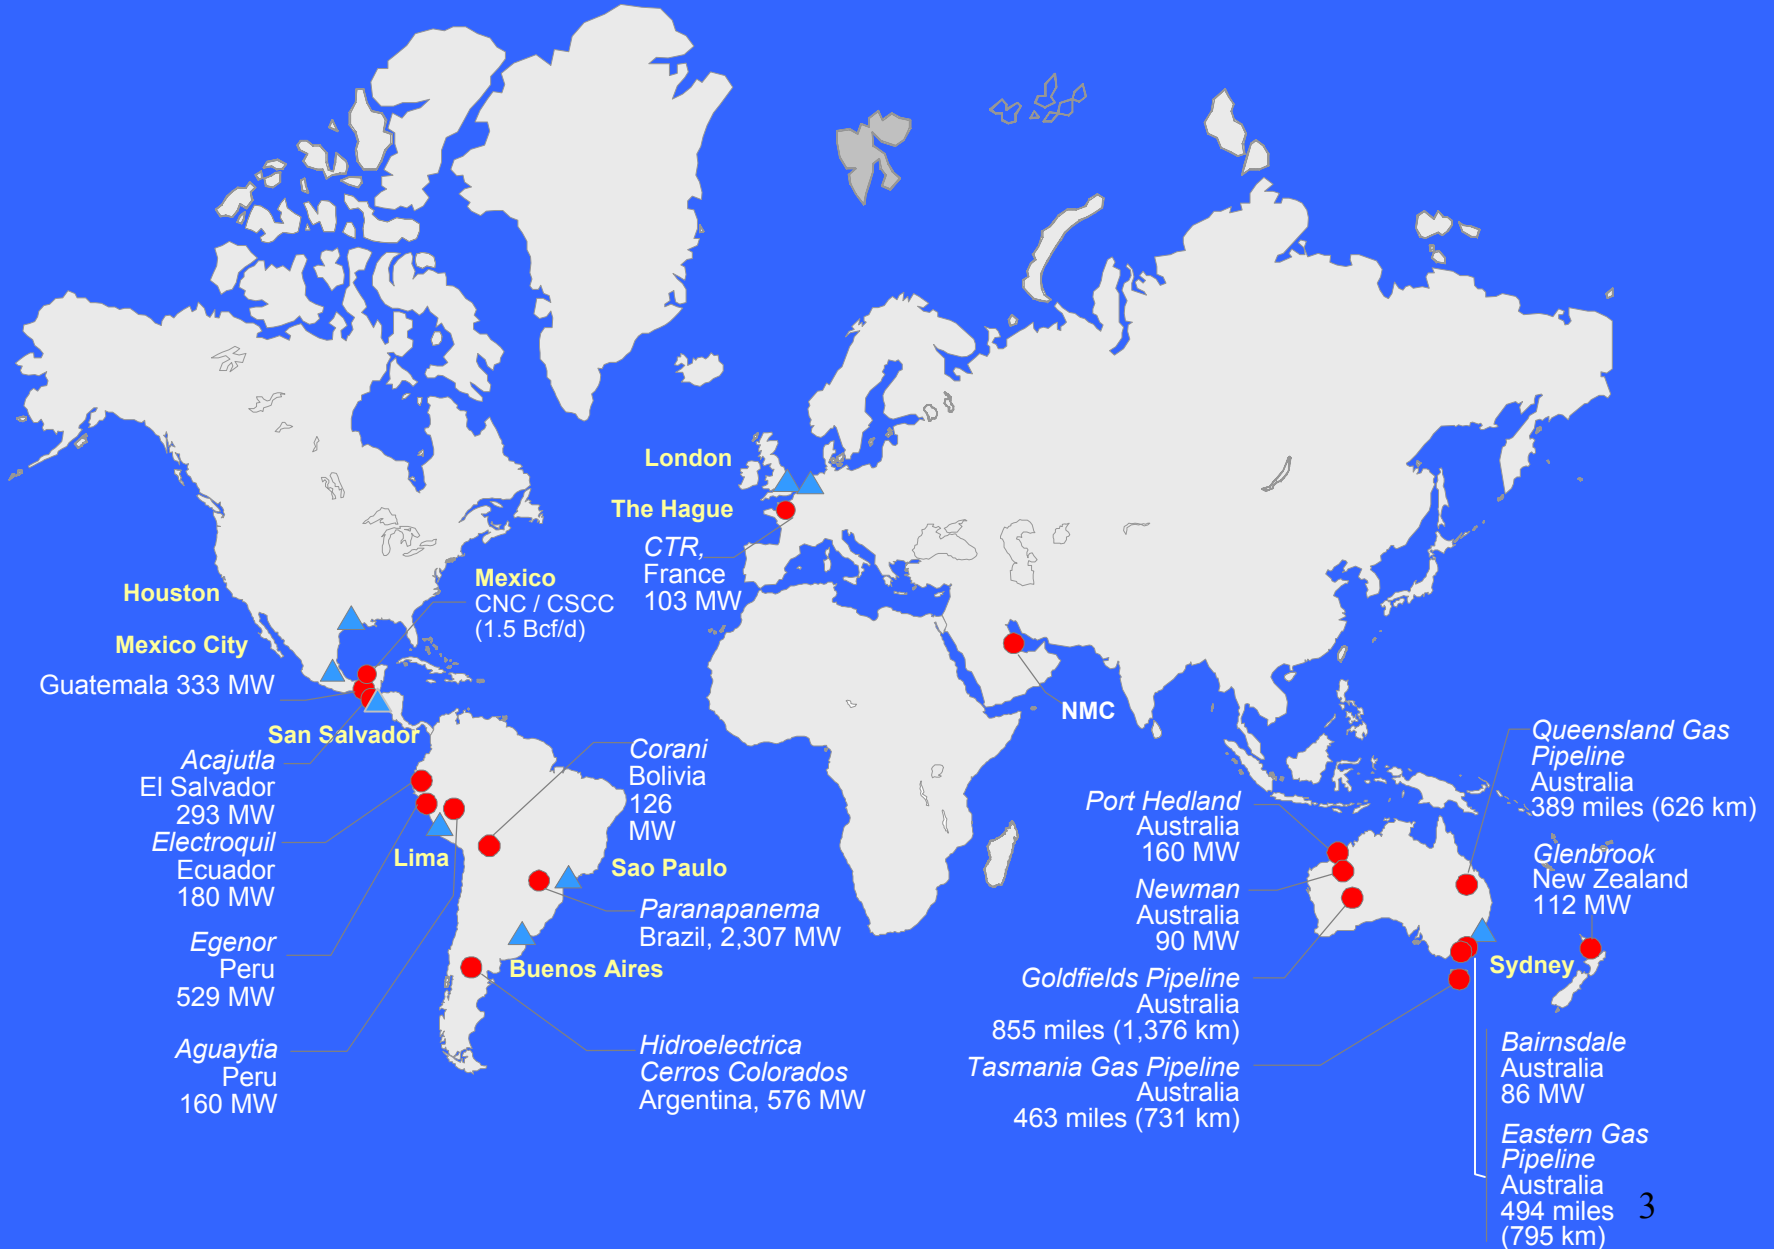 London
The Hague
CTR,
France
103 MW
Houston
Mexico
CNC / CSCC
(1.5 Bcf/d)
Mexico City
Guatemala 333 MW
San Salvador
Acajutla
El Salvador
293 MW
Electroquil
Ecuador
180 MW
Egenor
Peru
529 MW
Aguaytia
Peru
160 MW
Lima
Corani
Bolivia
126
MW
Sao Paulo
Paranapanema
Brazil, 2,307 MW
Buenos Aires
Hidroelectrica
Cerros Colorados
Argentina, 576 MW
NMC
Port Hedland
Australia
160 MW
Newman
Australia
90 MW
Goldfields Pipeline
Australia
855 miles (1,376 km)
Tasmania Gas Pipeline
Australia
463 miles (731 km)
Queensland Gas
Pipeline
Australia
389 miles (626 km)
Glenbrook
New Zealand
112 MW
Sydney
Bairnsdale
Australia
86 MW
Eastern Gas
Pipeline
Australia
494 miles
(795 km)
3